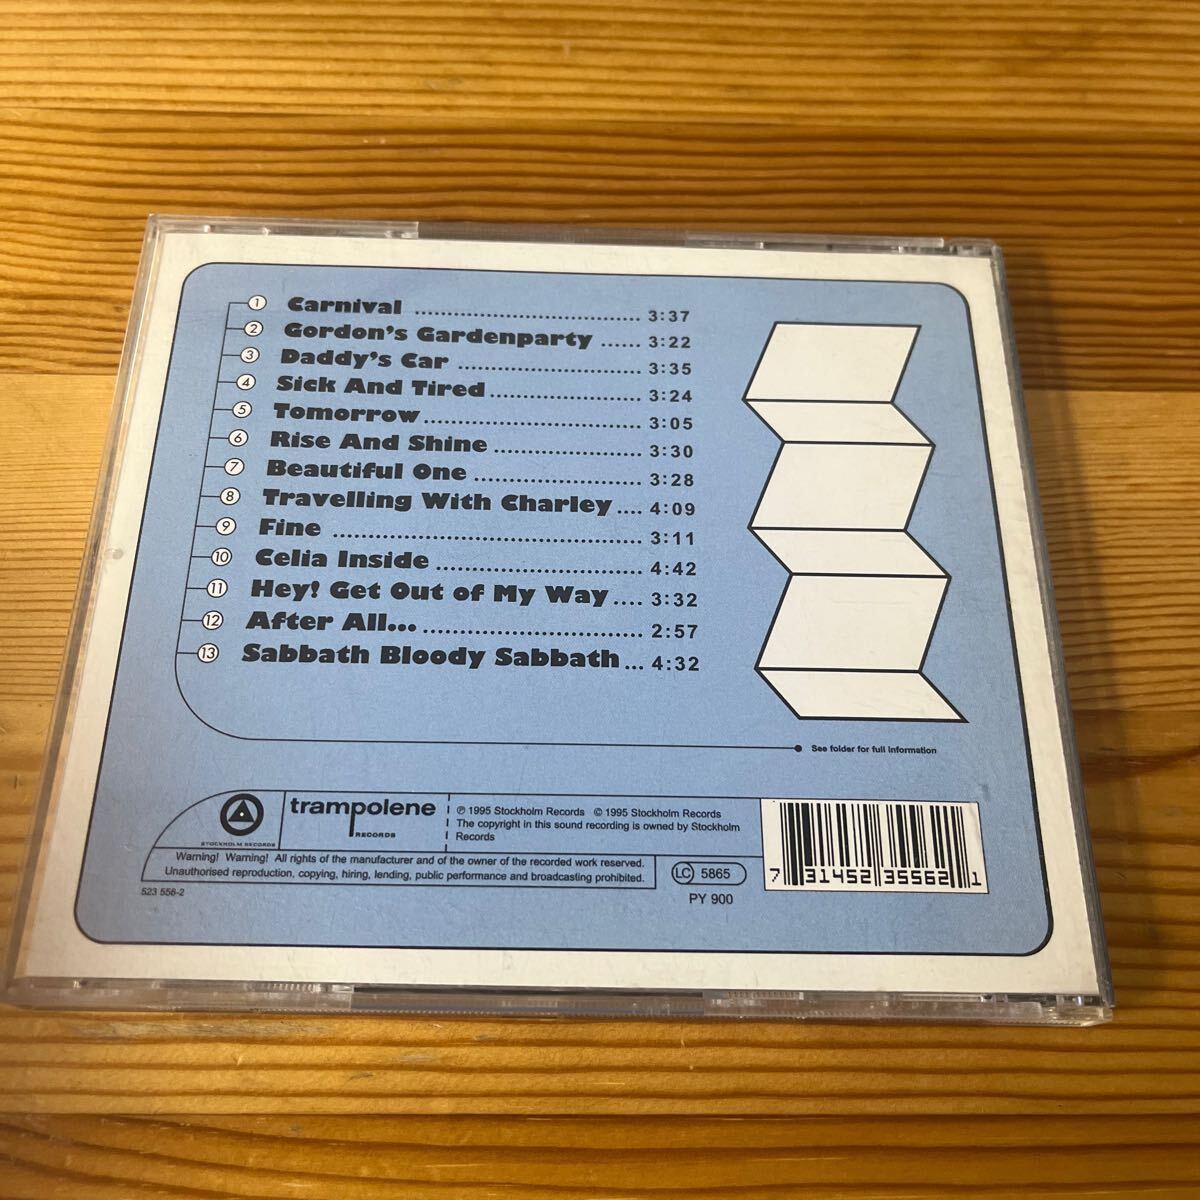 1 Carnival .............................. 3:37
2 Gordon's Gardenparty ...... 3:22
3 Daddy's Car ........................ 3:35
4 Sick And Tired .................... 3:24
5 Tomorrow ............................. 3:05
6 Rise And Shine ................... 3:30
7 Beautiful One ...................... 3:28
8 Travelling With Charley .... 4:09
9 Fine ........................................ 3:11
10 Celia Inside ........................... 4:42
11 Hey! Get Out of My Way .... 3:32
12 After All... ............................ 2:57
13 Sabbath Bloody Sabbath ... 4:32
See folder for full information
STOCKHOLM RECORDS
trampolene
RECORDS
℗ 1995 Stockholm Records © 1995 Stockholm Records
The copyright in this sound recording is owned by Stockholm
Records
Warning! Warning! All rights of the manufacturer and of the owner of the recorded work reserved.
Unauthorised reproduction, copying, hiring, lending, public performance and broadcasting prohibited.
LC 5865
PY 900
523 556-2
7 31452 35562 1